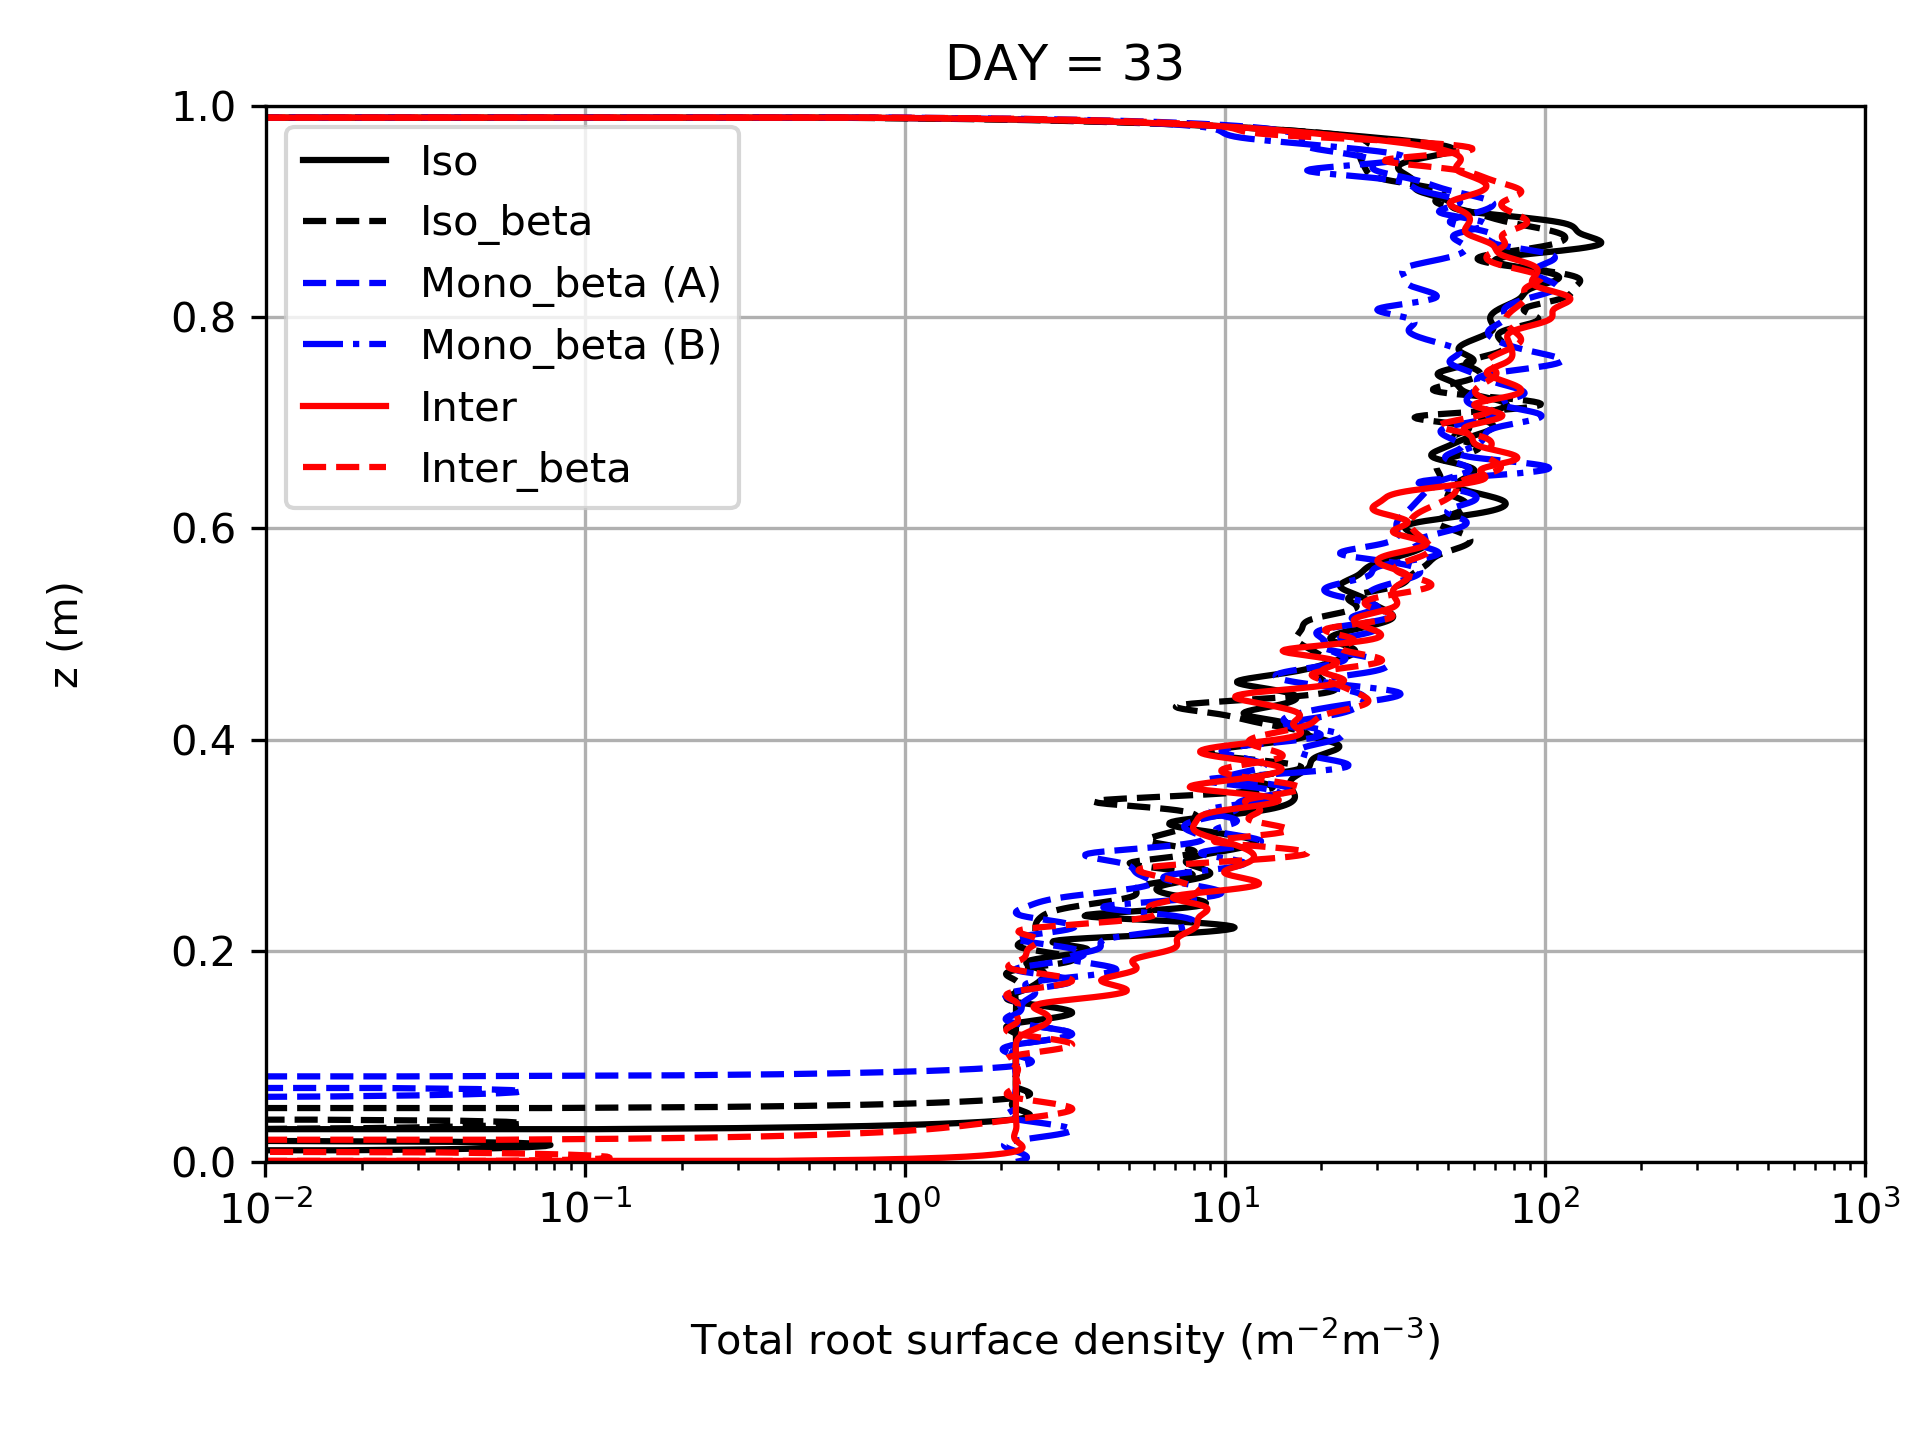 DAY = 33
1.0
0.8
0.6
0.4
0.2
0.0
z (m)
Iso
Iso_beta
Mono_beta (A)
Mono_beta (B)
Inter
Inter_beta
10⁻² 10⁻¹ 10⁰ 10¹ 10² 10³
Total root surface density (m⁻²m⁻³)